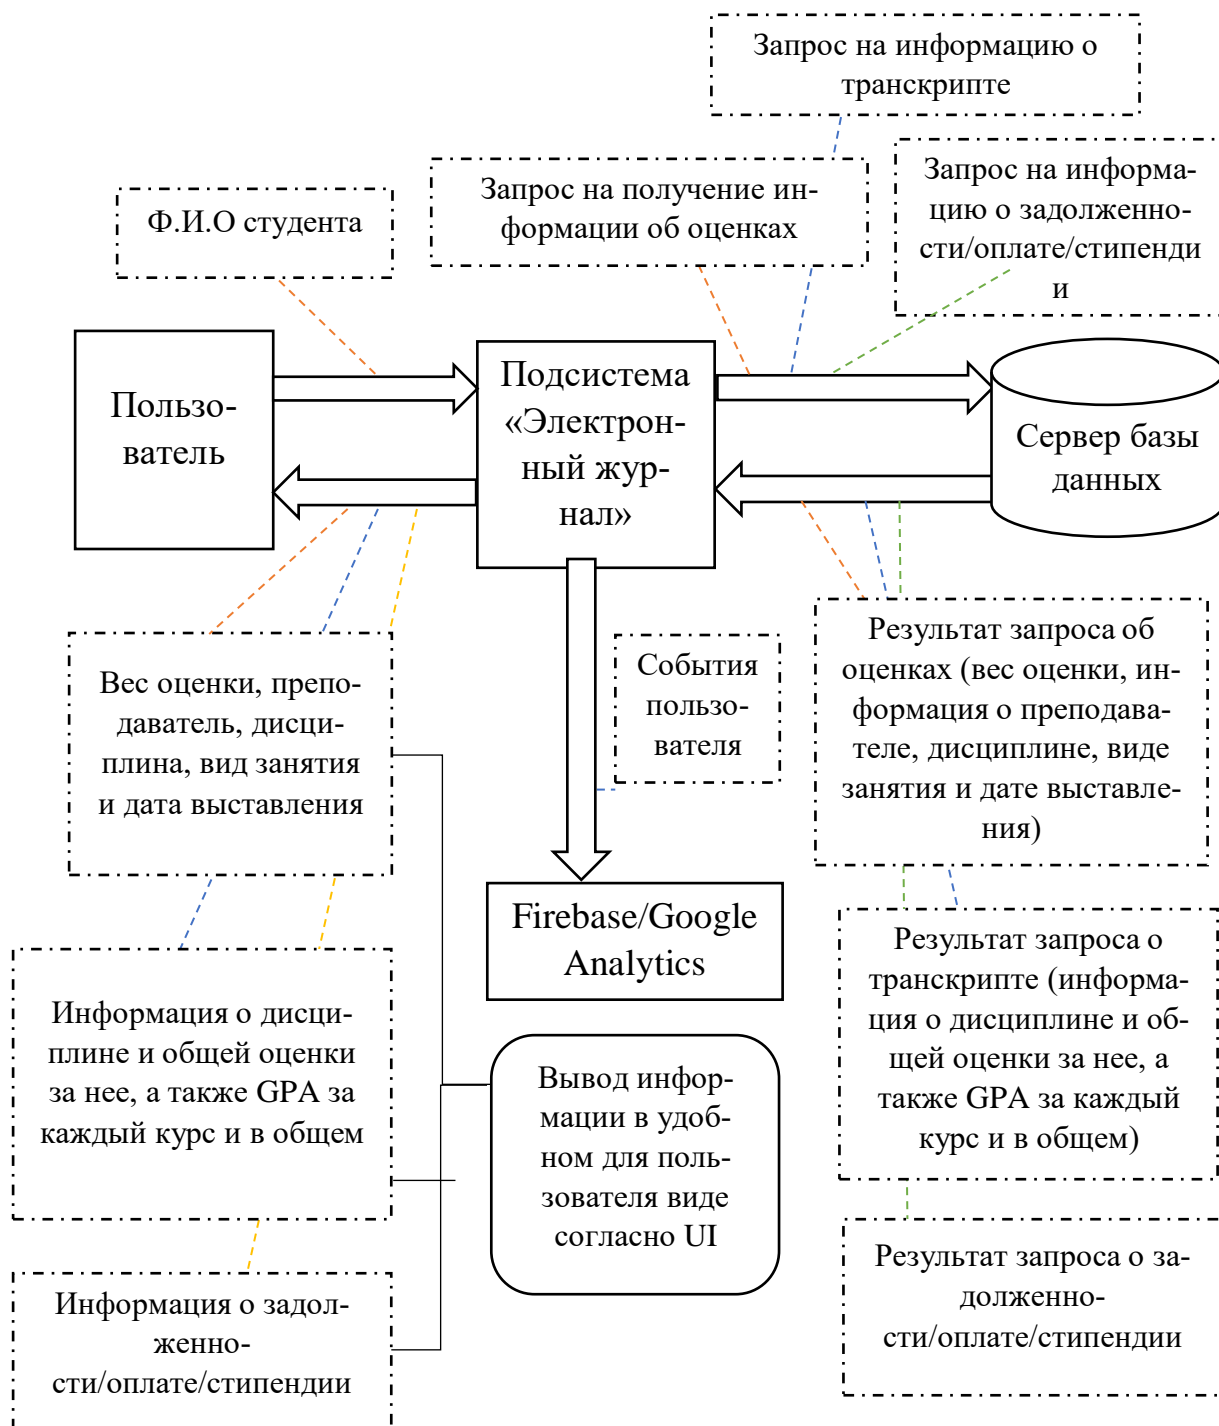 Запрос на информацию о
транскрипте
Запрос на получение ин-
формации об оценках
Запрос на информа-
цию о задолженно-
сти/оплате/стипенди
и
Ф.И.О студента
Пользо-
ватель
Подсистема
«Электрон-
ный жур-
нал»
Сервер базы
данных
Вес оценки, препо-
даватель, дисци-
плина, вид занятия
и дата выставления
События
пользо-
вателя
Результат запроса об
оценках (вес оценки, ин-
формация о преподава-
теле, дисциплине, виде
занятия и дате выставле-
ния)
Firebase/Google
Analytics
Информация о дисци-
плине и общей оценки
за нее, а также GPA за
каждый курс и в общем
Результат запроса о
транскрипте (информа-
ция о дисциплине и об-
щей оценки за нее, а
также GPA за каждый
курс и в общем)
Вывод инфор-
мации в удоб-
ном для поль-
зователя виде
согласно UI
Информация о задол-
женно-
сти/оплате/стипендии
Результат запроса о за-
долженно-
сти/оплате/стипендии